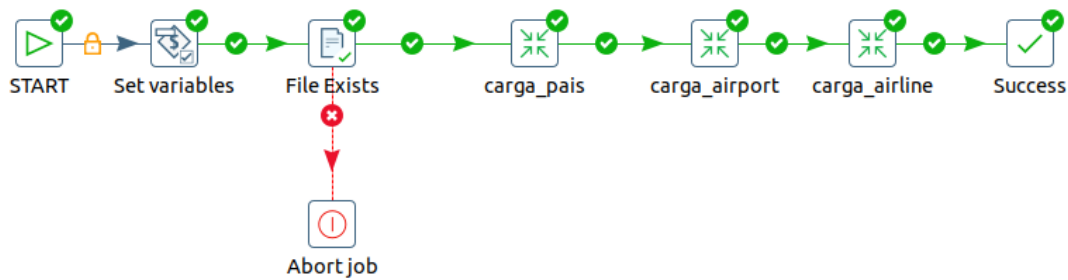 START
Set variables
File Exists
carga_pais
carga_airport
carga_airline
Success
Abort job